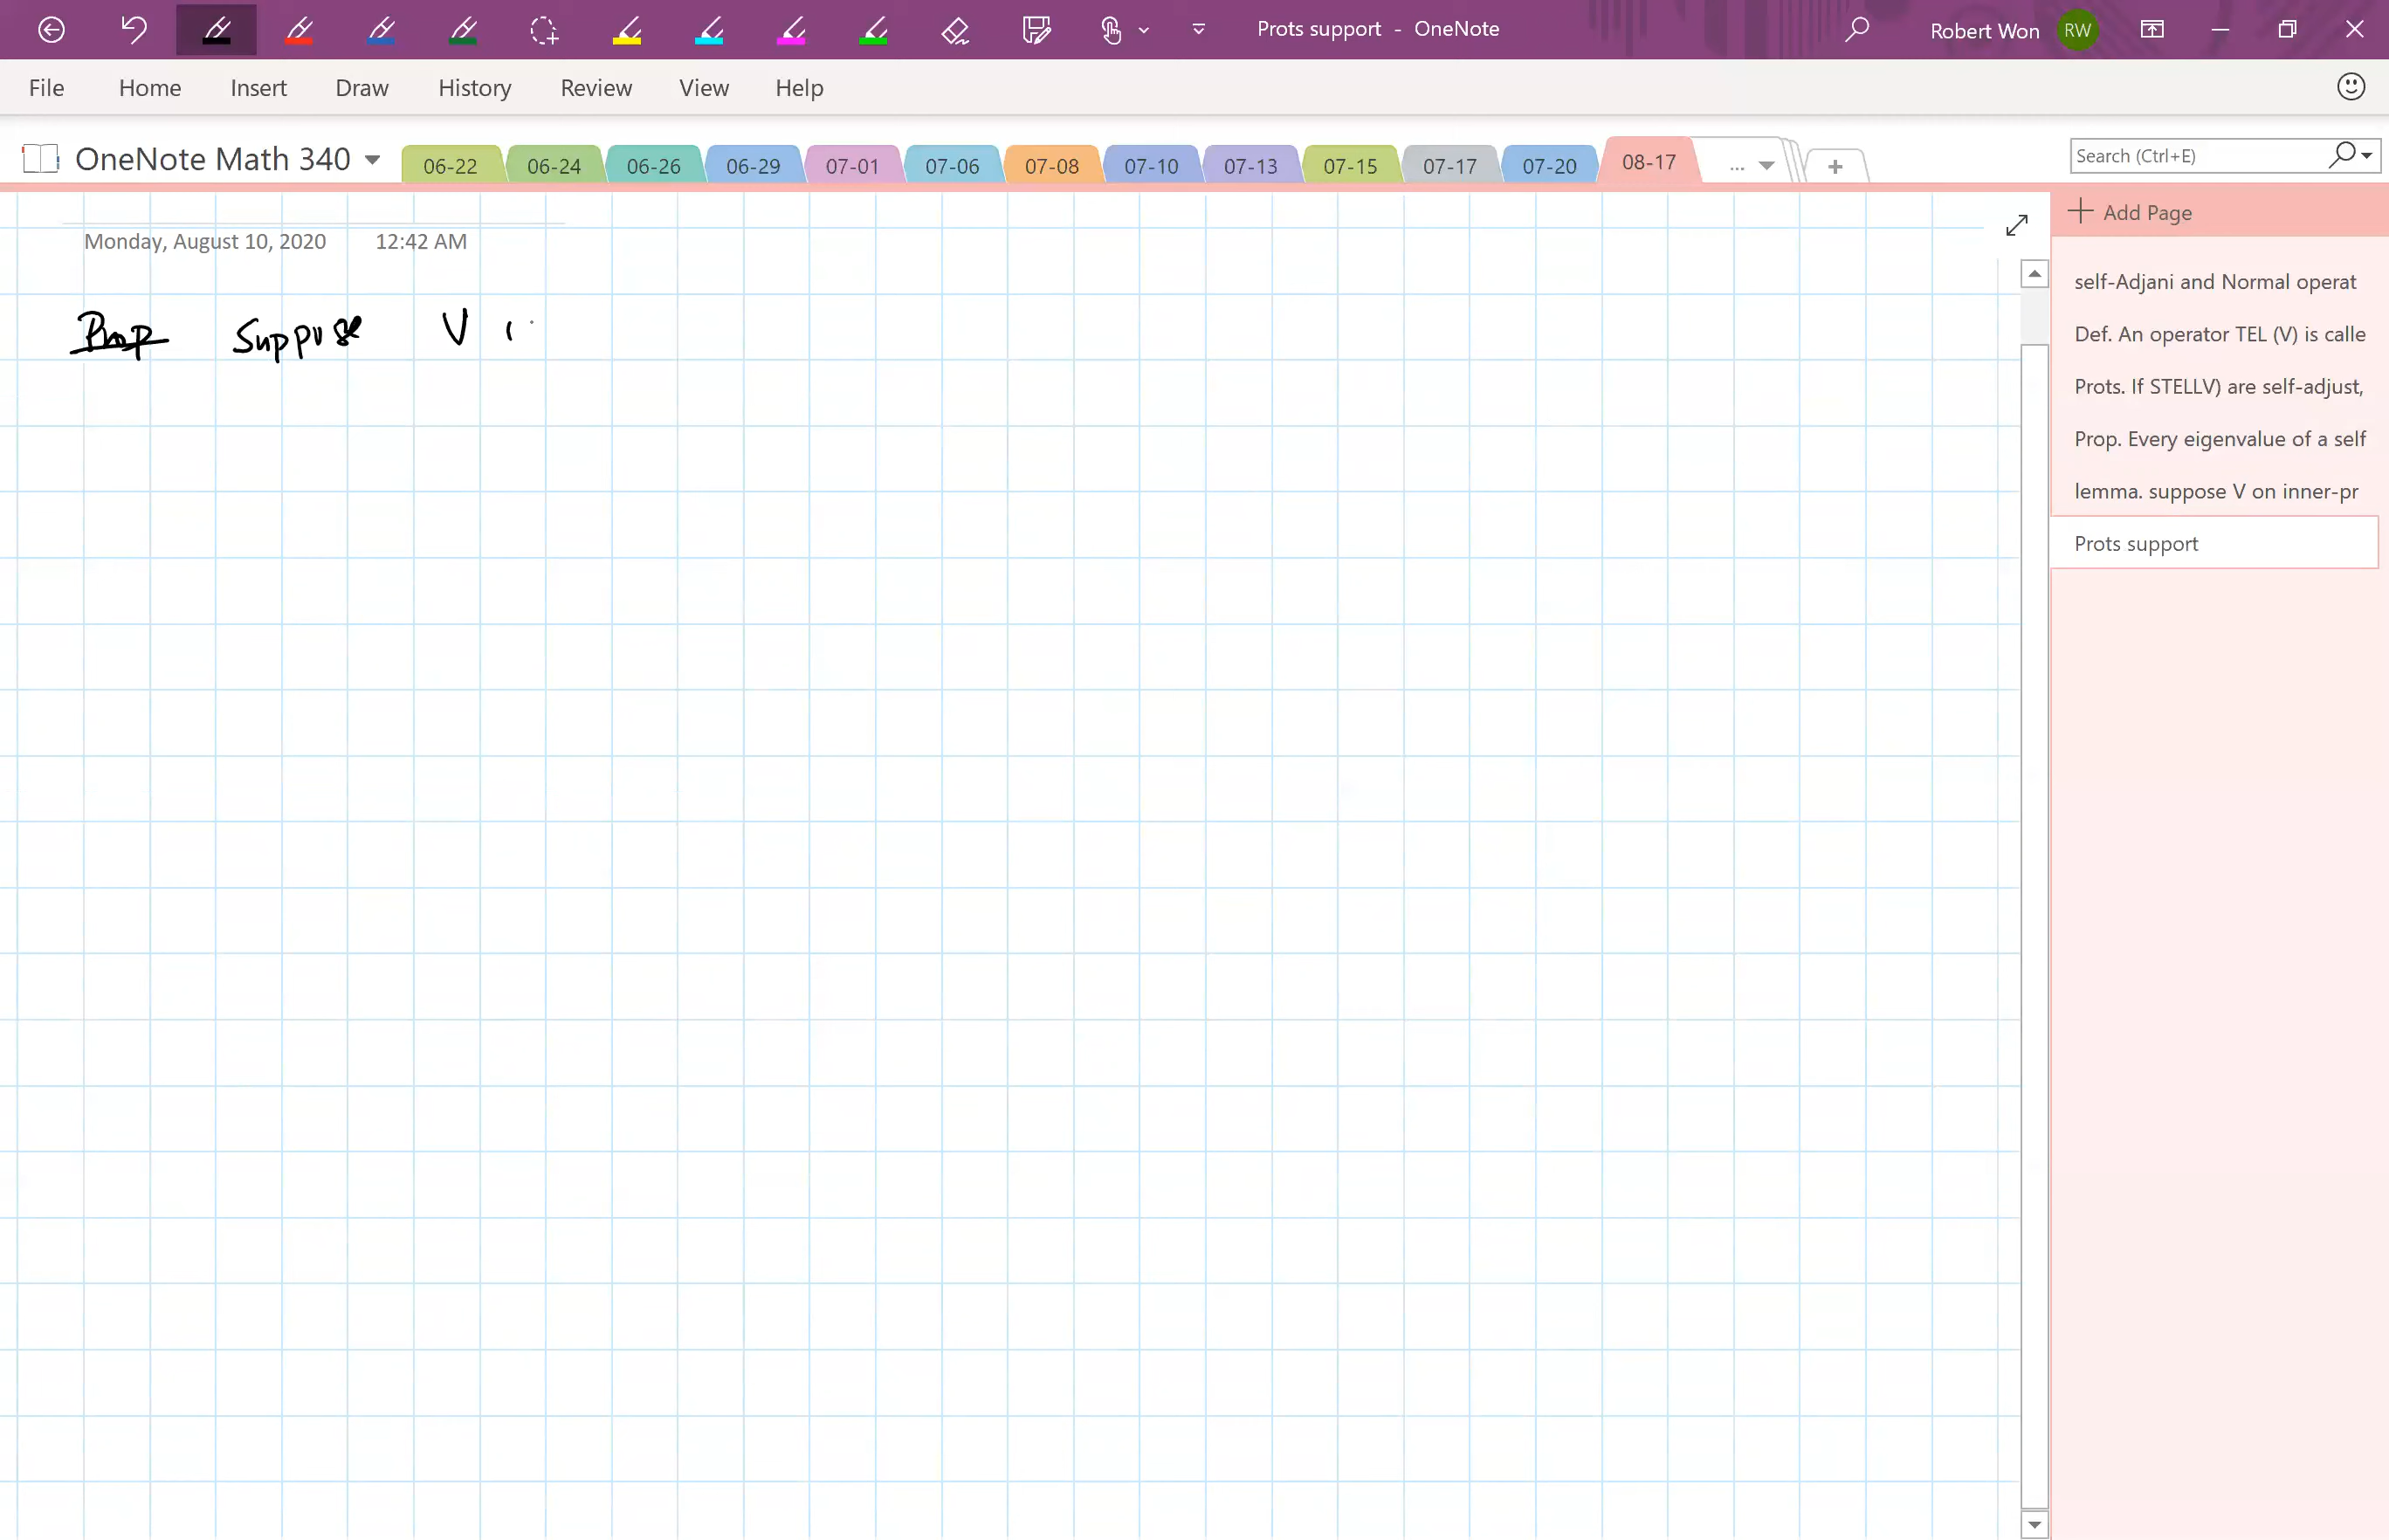 Prots support - OneNote
Robert Won RW
File Home Insert Draw History Review View Help
OneNote Math 340 06-22 06-24 06-26 06-29 07-01 07-06 07-08 07-10 07-13 07-15 07-17 07-20 08-17 ... + Search (Ctrl+E)
Monday, August 10, 2020 12:42 AM
Prop Suppose V
Add Page
self-Adjani and Normal operat
Def. An operator TEL (V) is calle
Prots. If STELLV) are self-adjust,
Prop. Every eigenvalue of a self
lemma. suppose V on inner-pr
Prots support